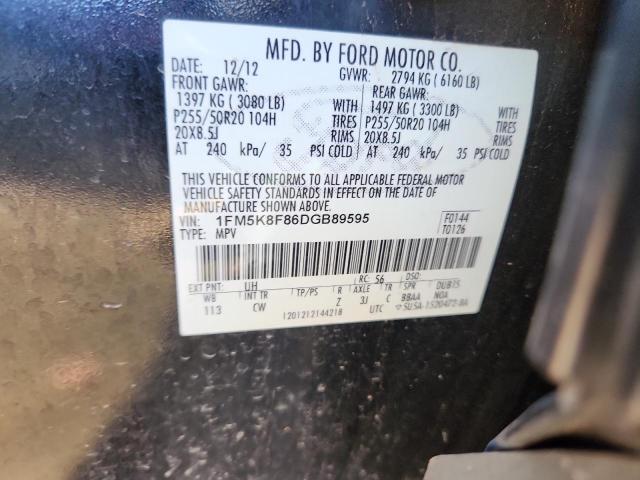 MFD. BY FORD MOTOR CO.
DATE: 12/12 GVWR: 2794 KG ( 6160 LB)
FRONT GAWR: REAR GAWR:
1397 KG ( 3080 LB) WITH 1497 KG ( 3300 LB) WITH
P255/50R20 104H TIRES P255/50R20 104H TIRES
20X8.5J RIMS 20X8.5J RIMS
AT 240 kPa/ 35 PSI COLD AT 240 kPa/ 35 PSI COLD
THIS VEHICLE CONFORMS TO ALL APPLICABLE FEDERAL MOTOR
VEHICLE SAFETY STANDARDS IN EFFECT ON THE DATE OF
MANUFACTURE SHOWN ABOVE.
VIN: 1FM5K8F86DGB89595 F0144
TYPE: MPV T0126
EXT PNT: UH RC: 56 DSO:
WB INT TR TP/PS R AXLE TR SPR DUB15
113 CW Z 3J C BBAA NOA
1201212144218 UTC